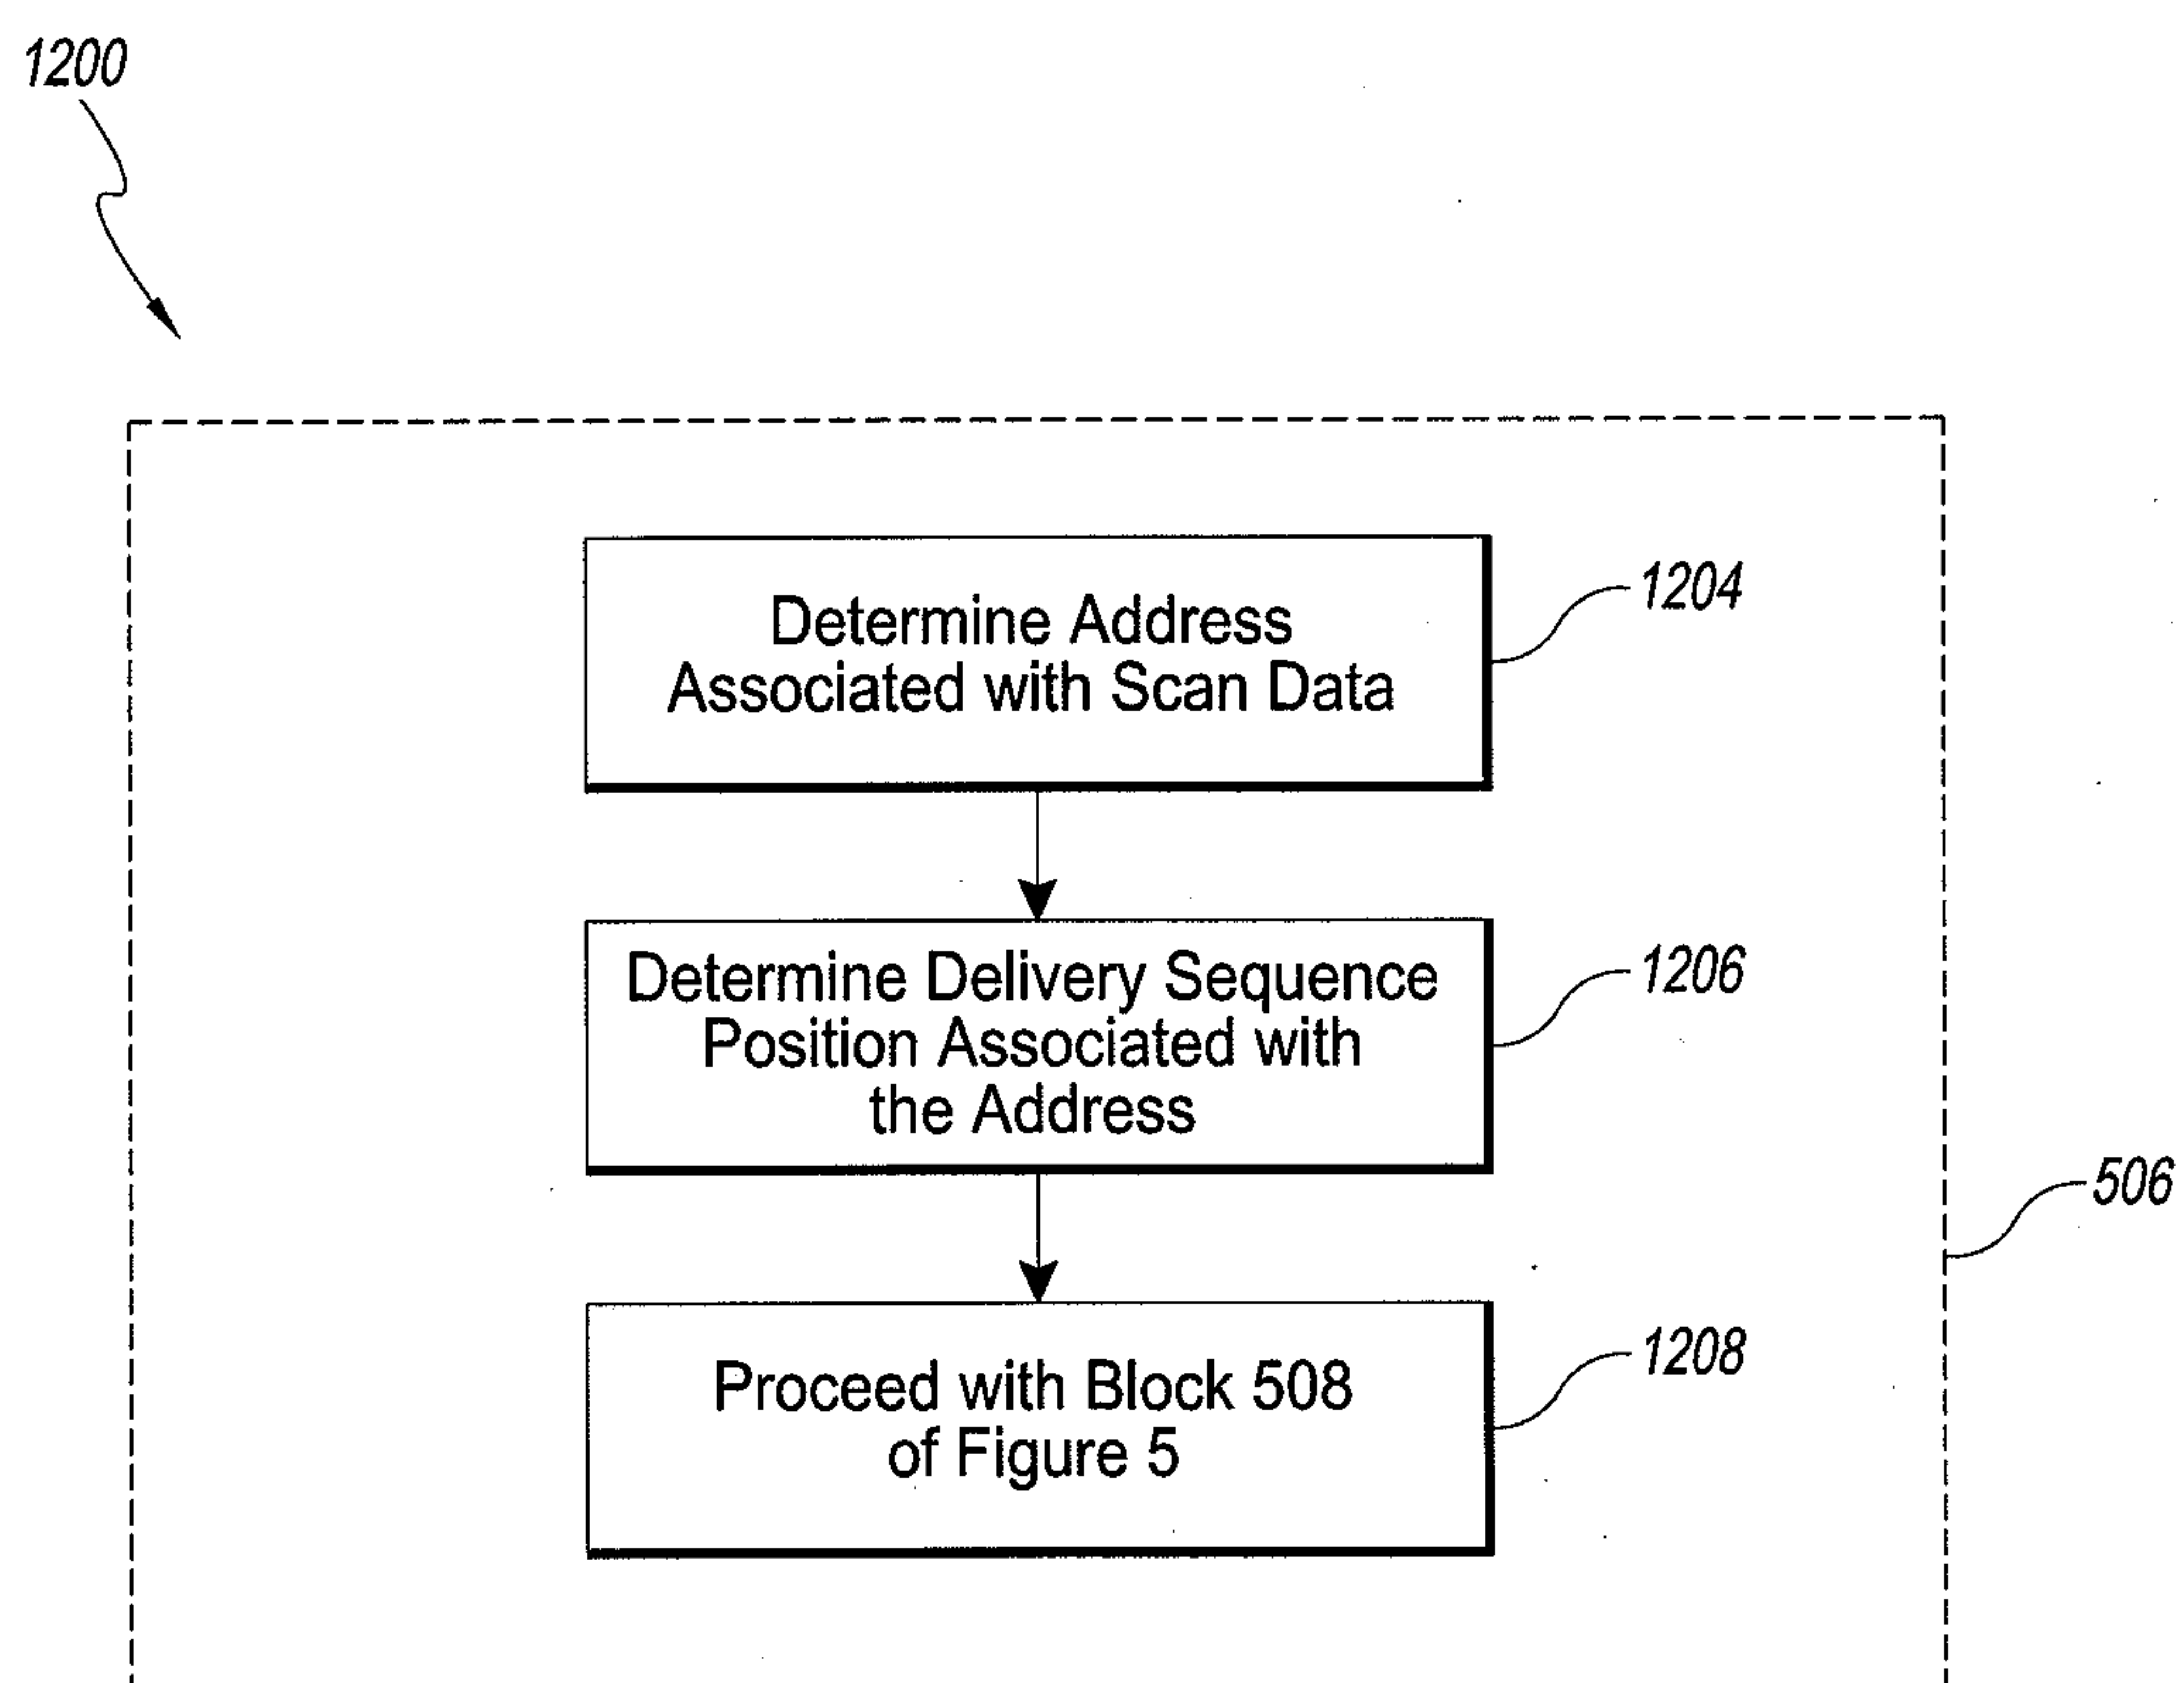 1200
Determine Address
Associated with Scan Data
1204
Determine Delivery Sequence
Position Associated with
the Address
1206
506
Proceed with Block 508
of Figure 5
1208